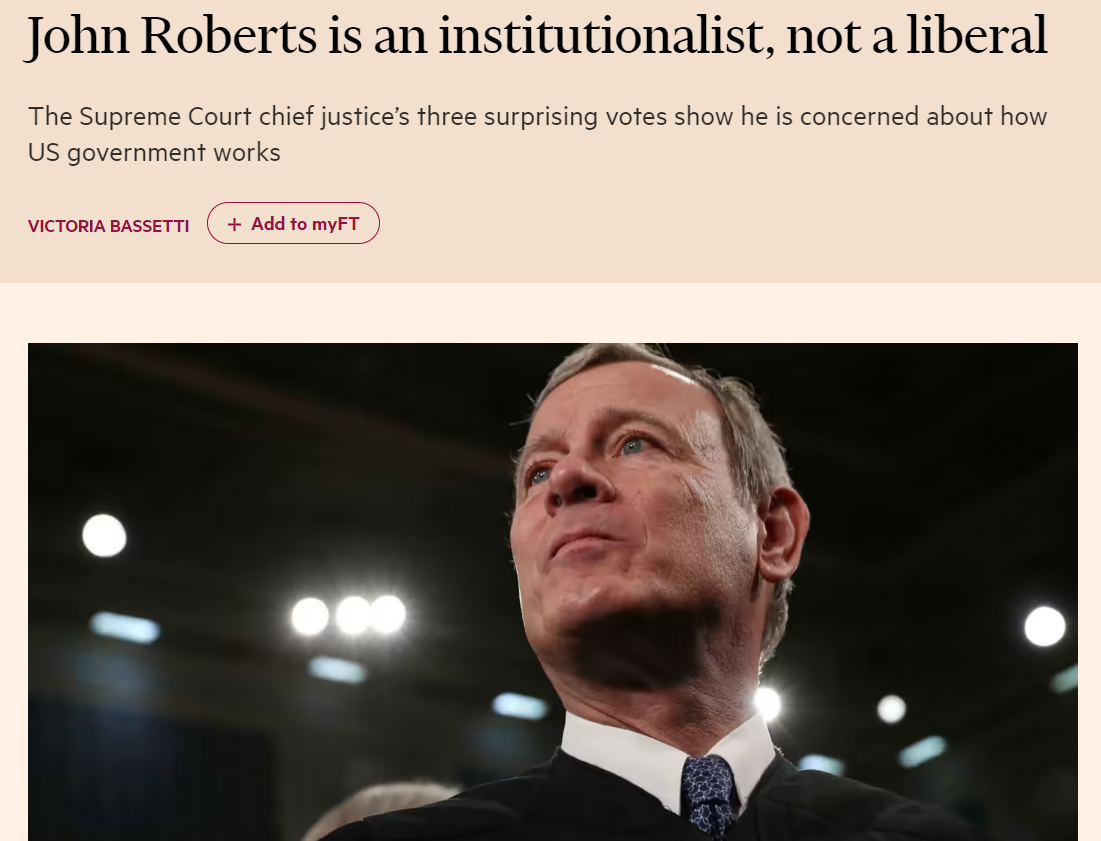 John Roberts is an institutionalist, not a liberal
The Supreme Court chief justice’s three surprising votes show he is concerned about how
US government works
VICTORIA BASSETTI
+ Add to myFT